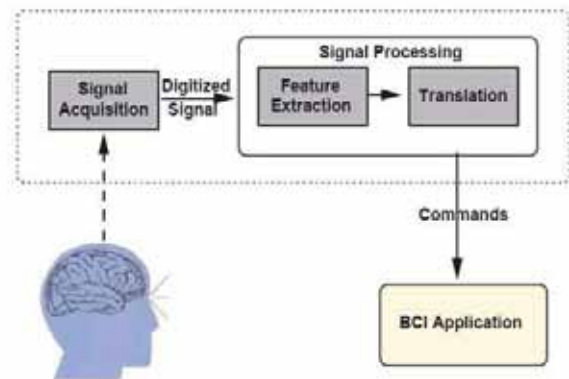 Signal Processing
Signal
Acquisition
Digitized
Signal
Feature
Extraction
Translation
Commands
BCI Application